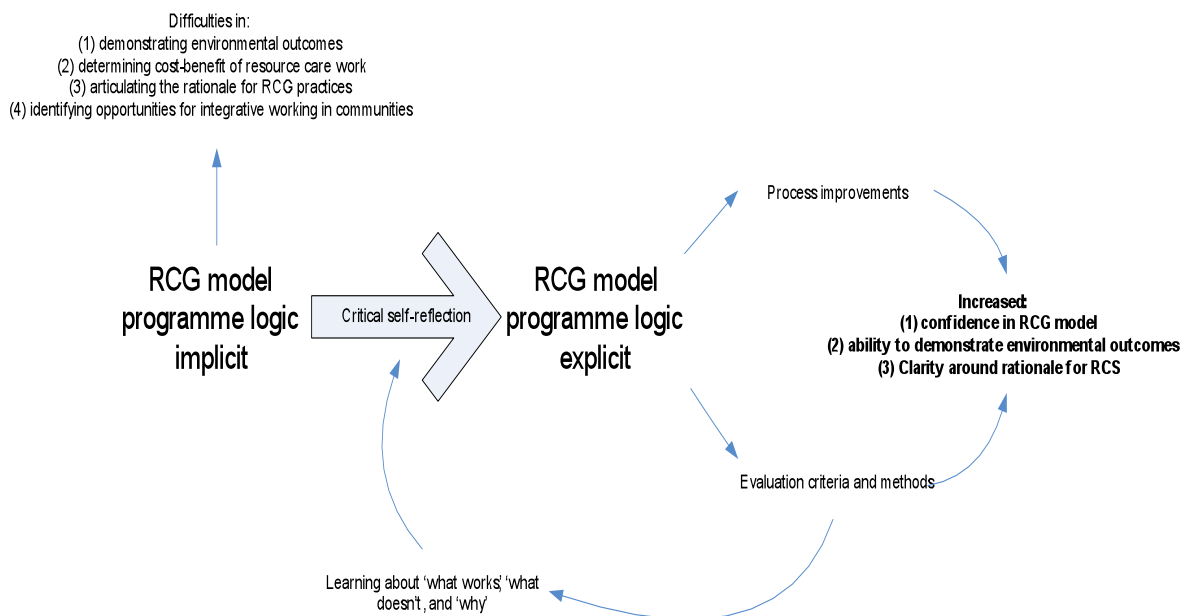 Difficulties in:
(1) demonstrating environmental outcomes
(2) determining cost-benefit of resource care work
(3) articulating the rationale for RCG practices
(4) identifying opportunities for integrative working in communities
Process improvements
RCG model
programme logic
implicit
Critical self-reflection
RCG model
programme logic
explicit
Increased:
(1) confidence in RCG model
(2) ability to demonstrate environmental outcomes
(3) Clarity around rationale for RCS
Evaluation criteria and methods
Learning about ‘what works’, ‘what
doesn’t, and ‘why’